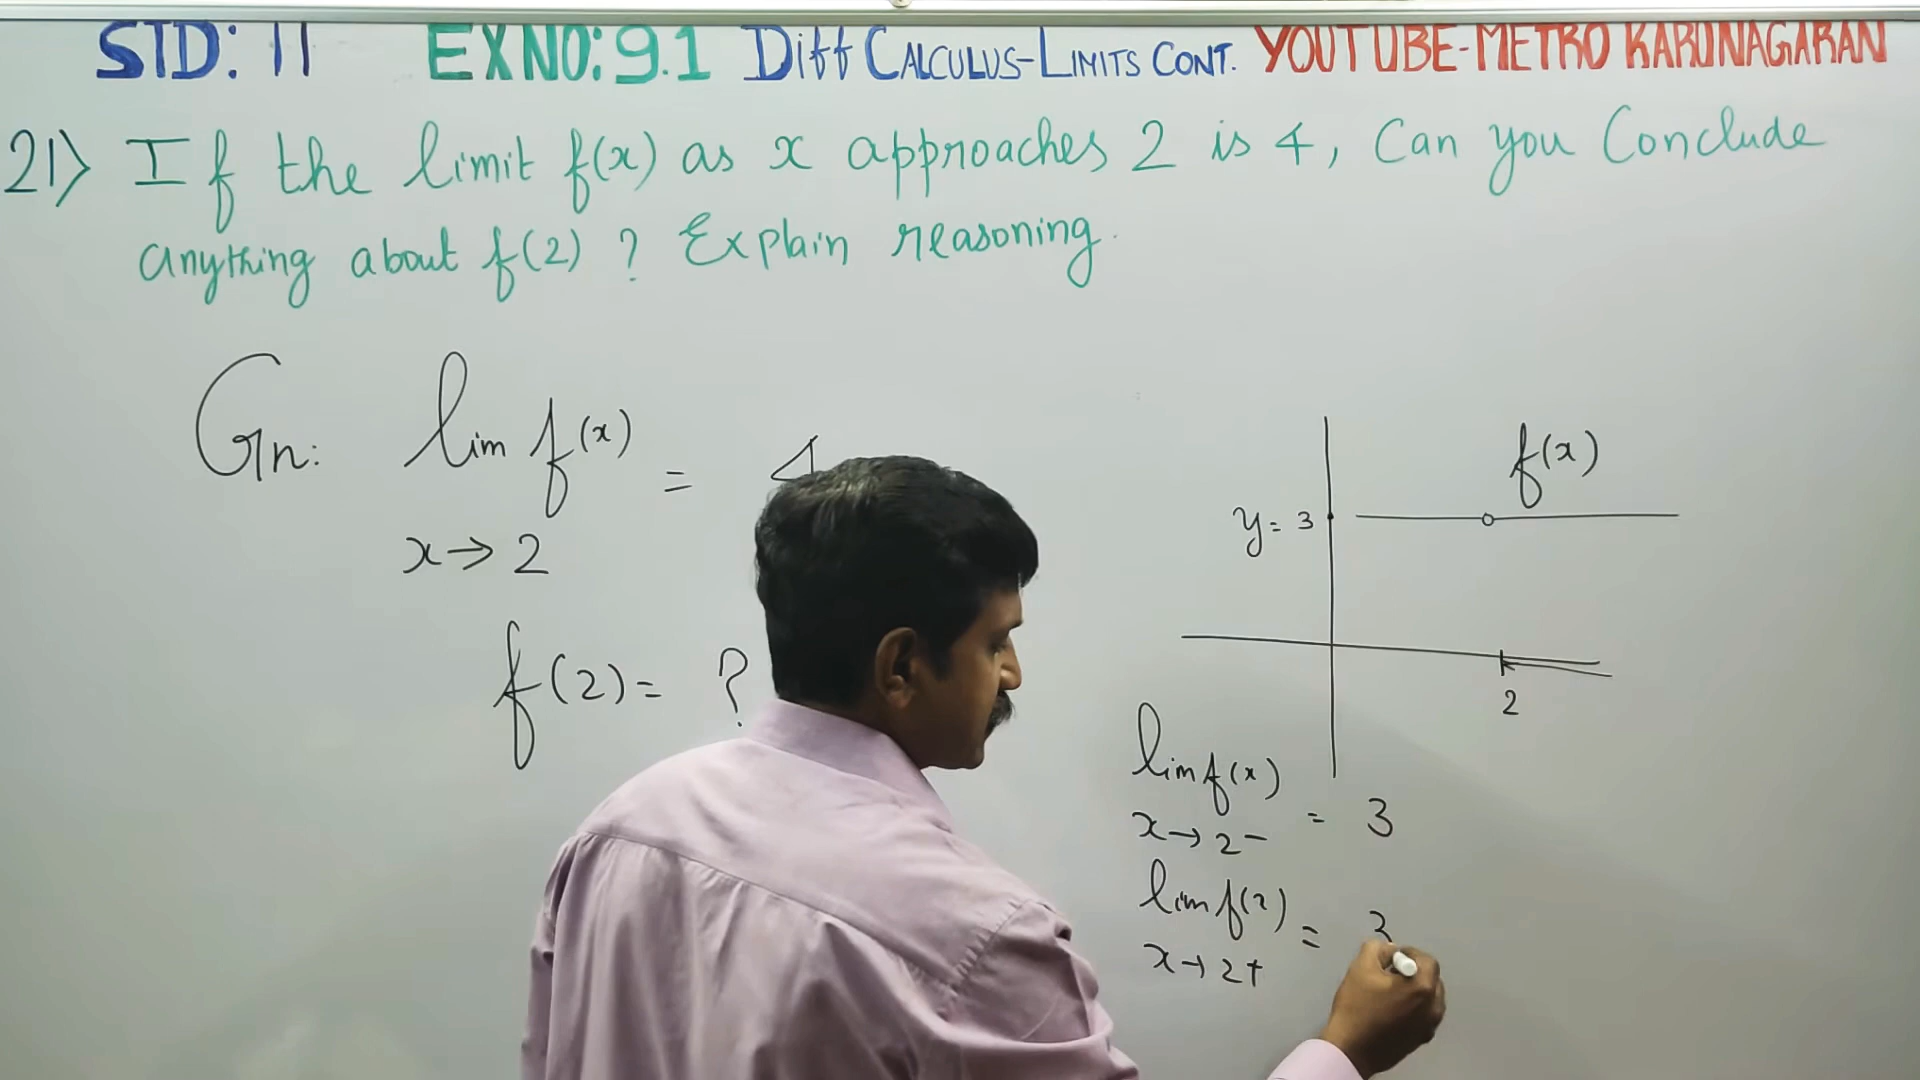 STD: 11 EXNO: 9.1 Diff CALCULUS-LIMITS CONT. YOUTUBE-METRO KARUNAGARAN
21) If the limit f(x) as x approaches 2 is 4, Can you Conclude
anything about f(2) ? Explain reasoning.
Gn: lim f(x) = 4
x→2
f(2) = ?
f(x)
y = 3
2
lim f(x) = 3
x→2-
lim f(x) = 3
x→2+